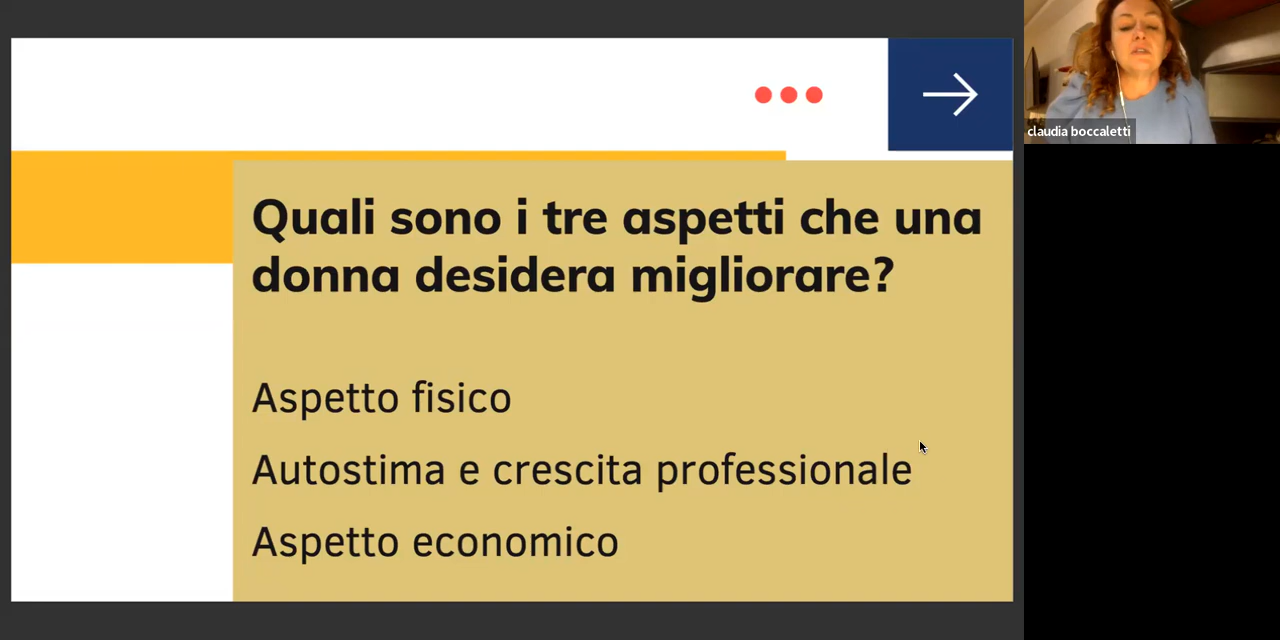 Quali sono i tre aspetti che una
donna desidera migliorare?
Aspetto fisico
Autostima e crescita professionale
Aspetto economico
claudia boccaletti